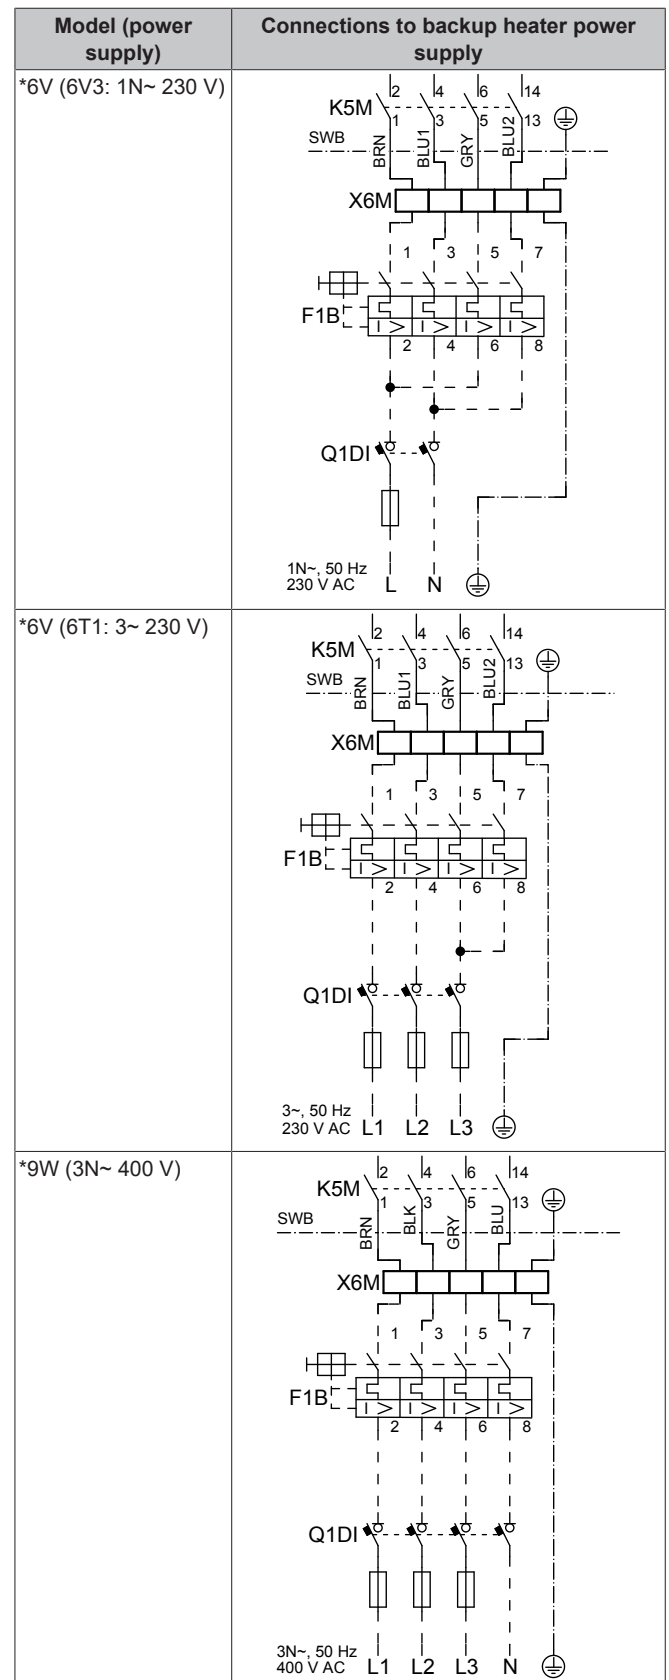 Model (power supply)
Connections to backup heater power supply
*6V (6V3: 1N~ 230 V)
2 4 6 14
K5M
1 3 5 13
SWB
BRN BLU1 GRY BLU2
X6M
1 3 5 7
F1B
I > I > I > I >
2 4 6 8
Q1DI
1N~, 50 Hz
230 V AC
L N
*6V (6T1: 3~ 230 V)
2 4 6 14
K5M
1 3 5 13
SWB
BRN BLU1 GRY BLU2
X6M
1 3 5 7
F1B
I > I > I > I >
2 4 6 8
Q1DI
3~, 50 Hz
230 V AC
L1 L2 L3
*9W (3N~ 400 V)
2 4 6 14
K5M
1 3 5 13
SWB
BRN BLK GRY BLU
X6M
1 3 5 7
F1B
I > I > I > I >
2 4 6 8
Q1DI
3N~, 50 Hz
400 V AC
L1 L2 L3 N